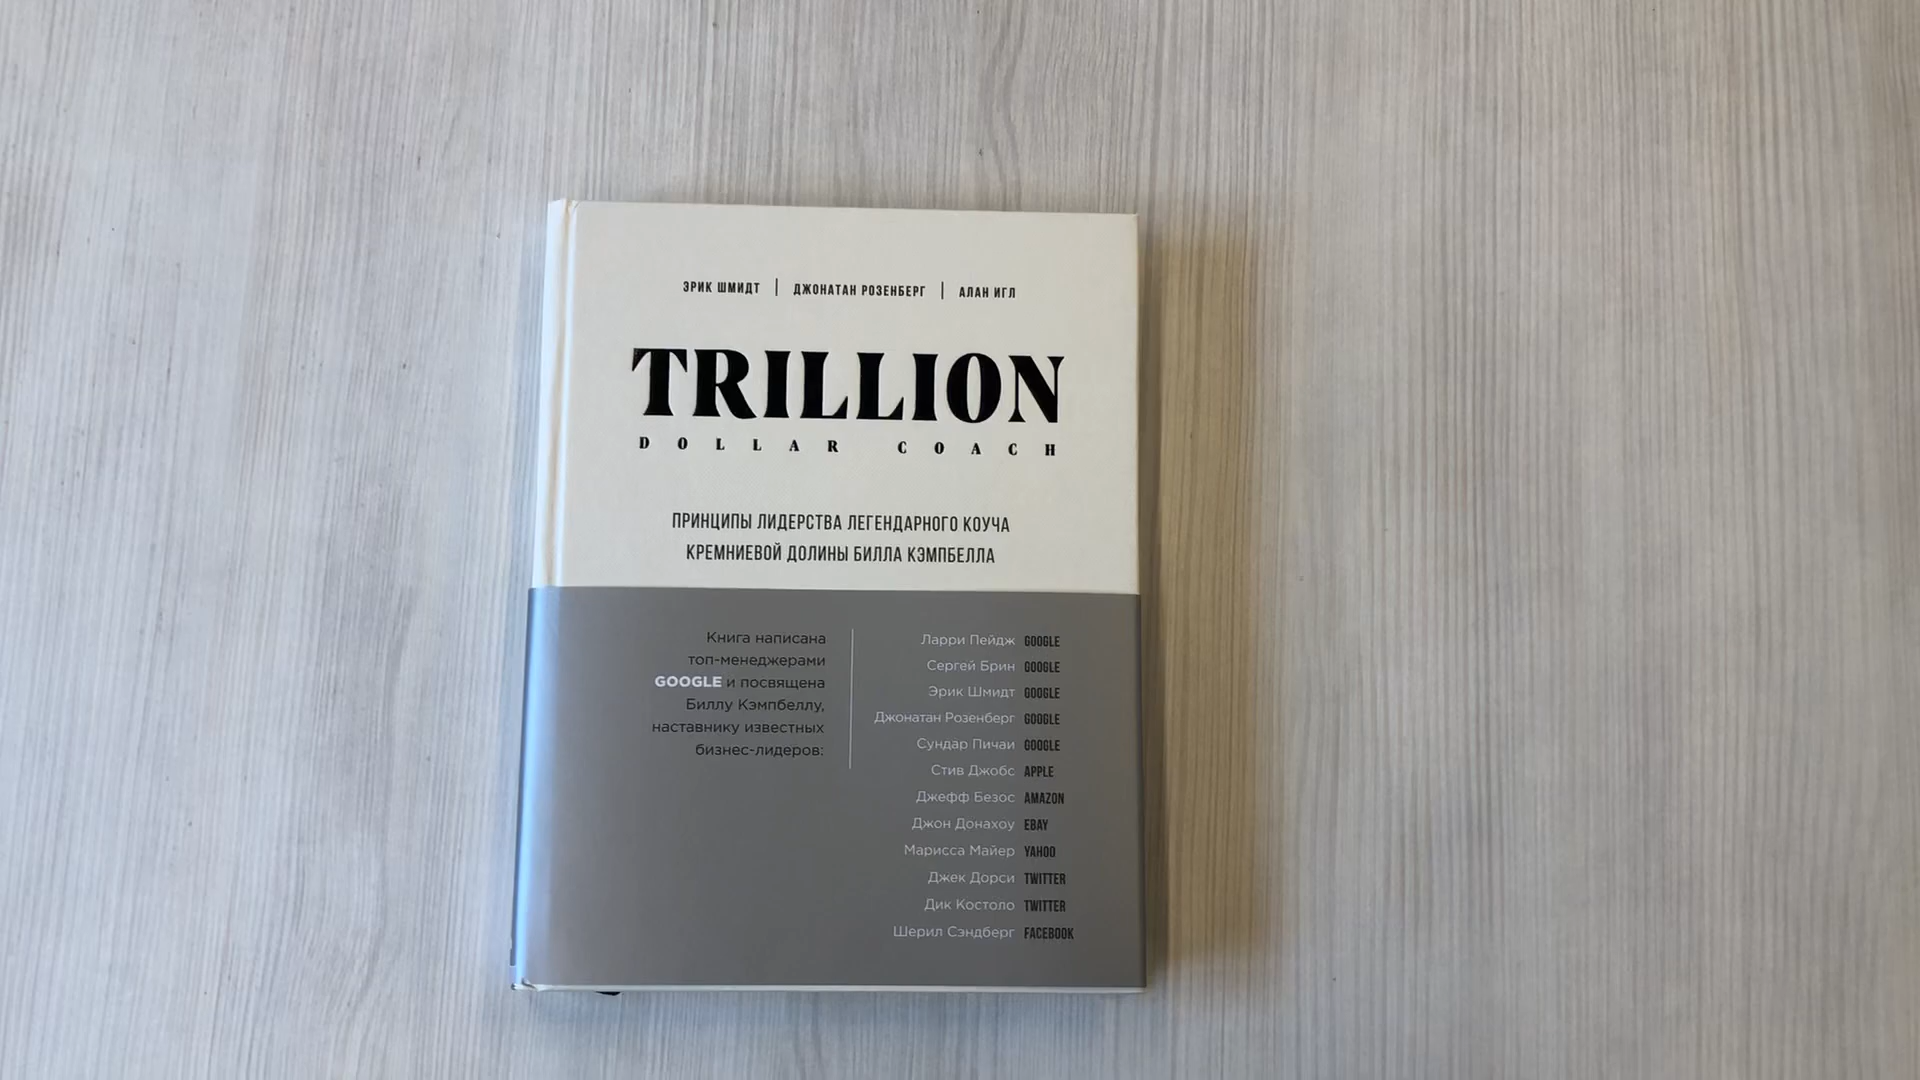 ЭРИК ШМИДТ | ДЖОНАТАН РОЗЕНБЕРГ | АЛАН ИГЛ
TRILLION
DOLLAR COACH
ПРИНЦИПЫ ЛИДЕРСТВА ЛЕГЕНДАРНОГО КОУЧА
КРЕМНИЕВОЙ ДОЛИНЫ БИЛЛА КЭМПБЕЛЛА
Книга написана
топ-менеджерами
GOOGLE и посвящена
Биллу Кэмпбеллу,
наставнику известных
бизнес-лидеров:
Ларри Пейдж GOOGLE
Сергей Брин GOOGLE
Эрик Шмидт GOOGLE
Джонатан Розенберг GOOGLE
Сундар Пичаи GOOGLE
Стив Джобс APPLE
Джефф Безос AMAZON
Джон Донахоу EBAY
Марисса Майер YAHOO
Джек Дорси TWITTER
Дик Костоло TWITTER
Шерил Сэндберг FACEBOOK